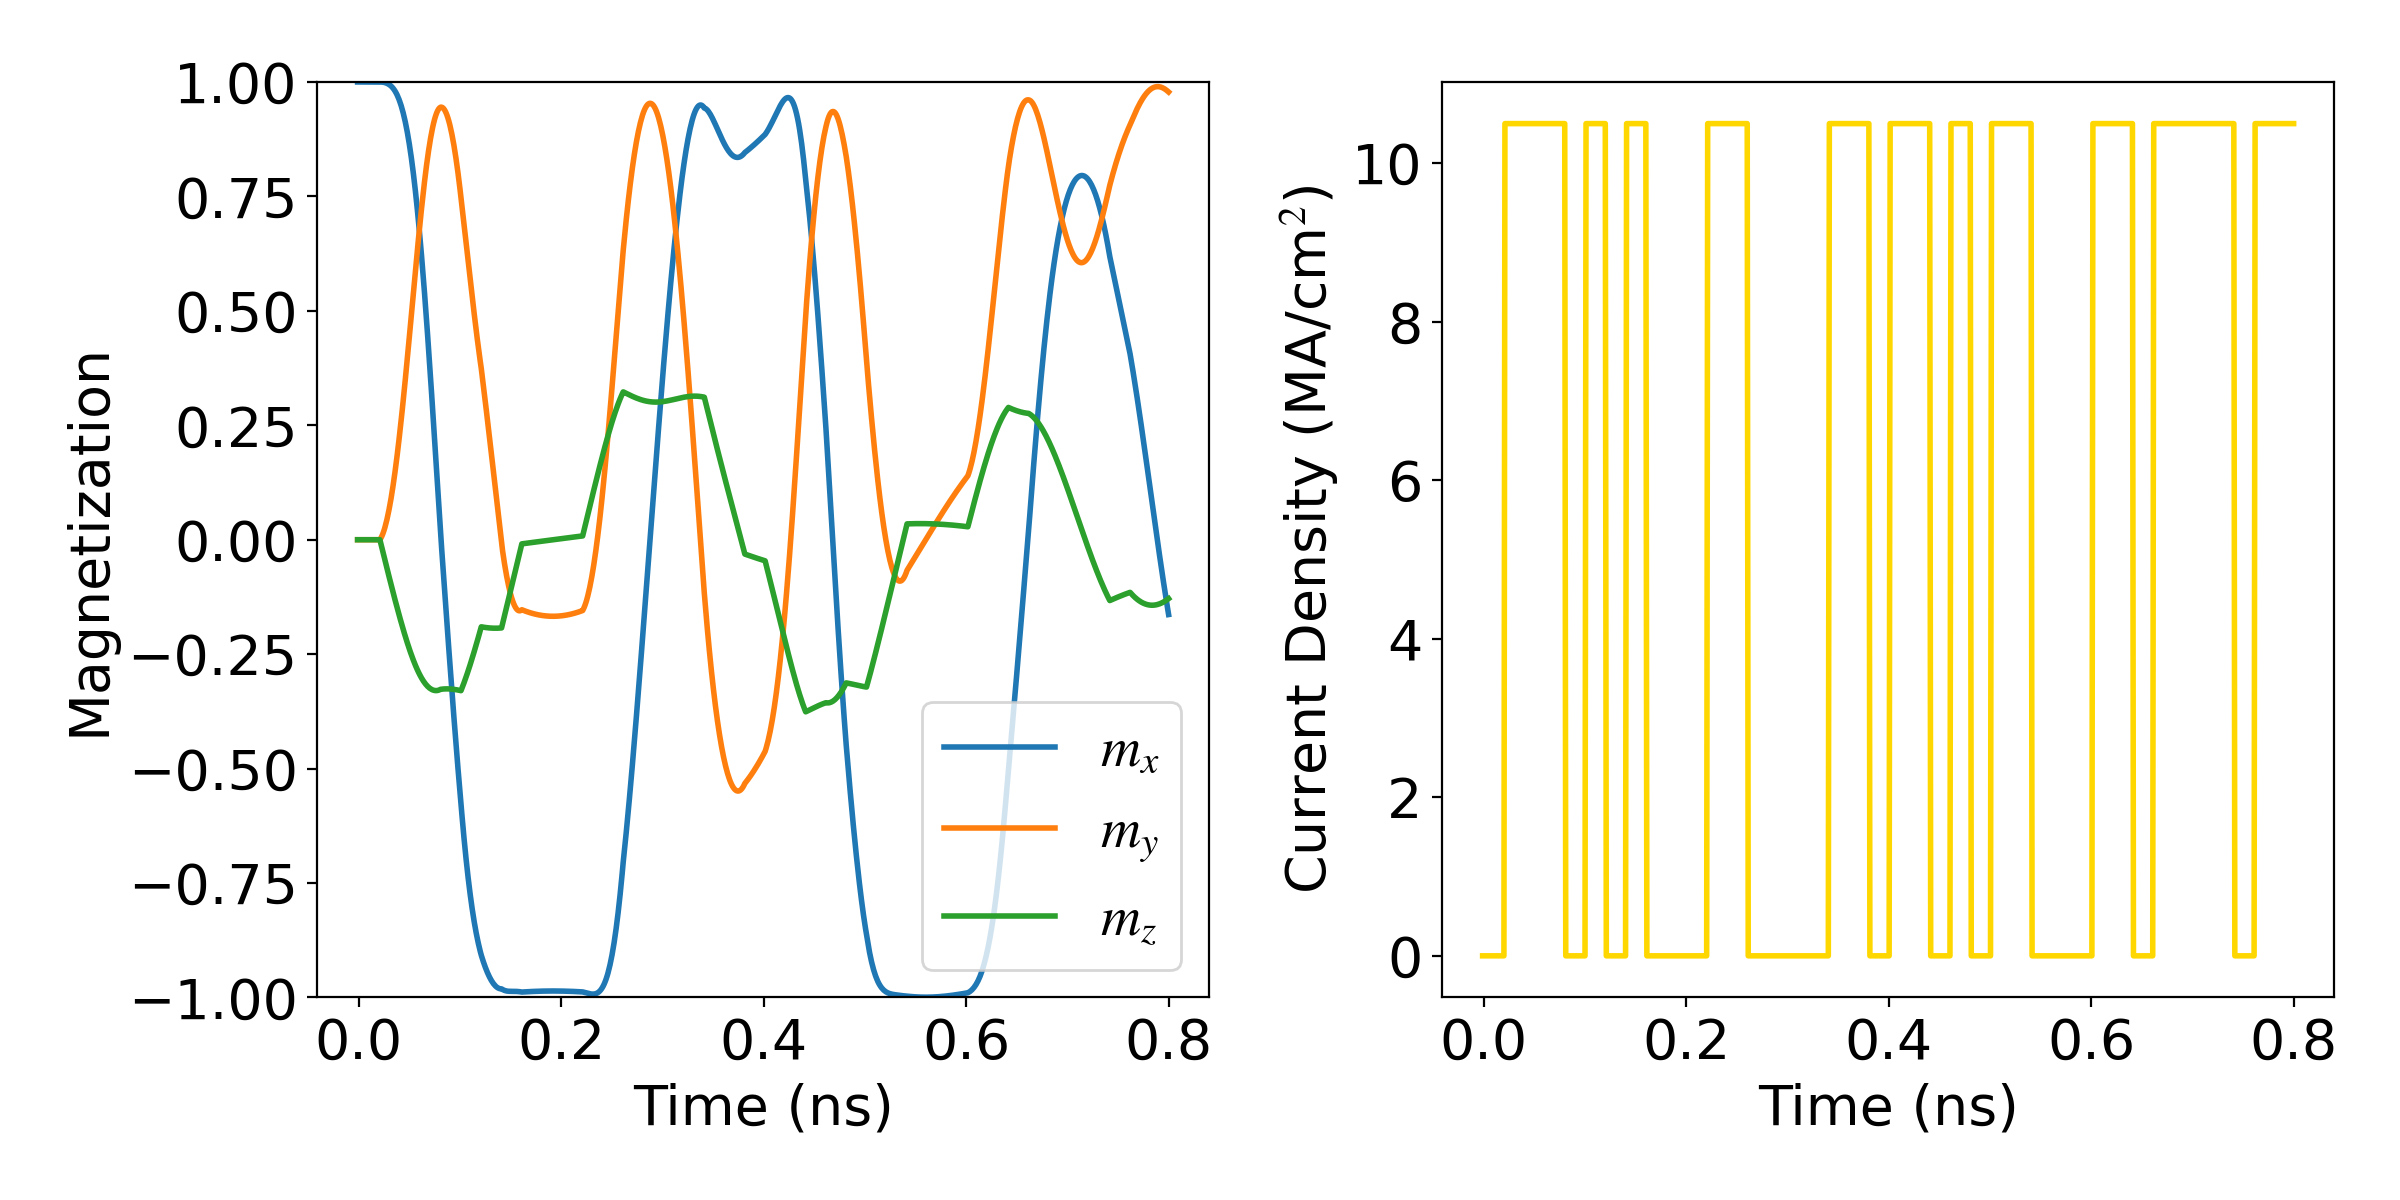 1.00
0.75
0.50
0.25
0.00
−0.25
−0.50
−0.75
−1.00
Magnetization
0.0 0.2 0.4 0.6 0.8
Time (ns)
m_x
m_y
m_z
10
8
6
4
2
0
Current Density (MA/cm²)
0.0 0.2 0.4 0.6 0.8
Time (ns)